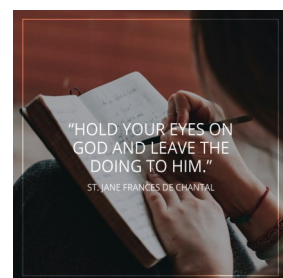 “HOLD YOUR EYES ON
GOD AND LEAVE THE
DOING TO HIM.”
ST. JANE FRANCES DE CHANTAL